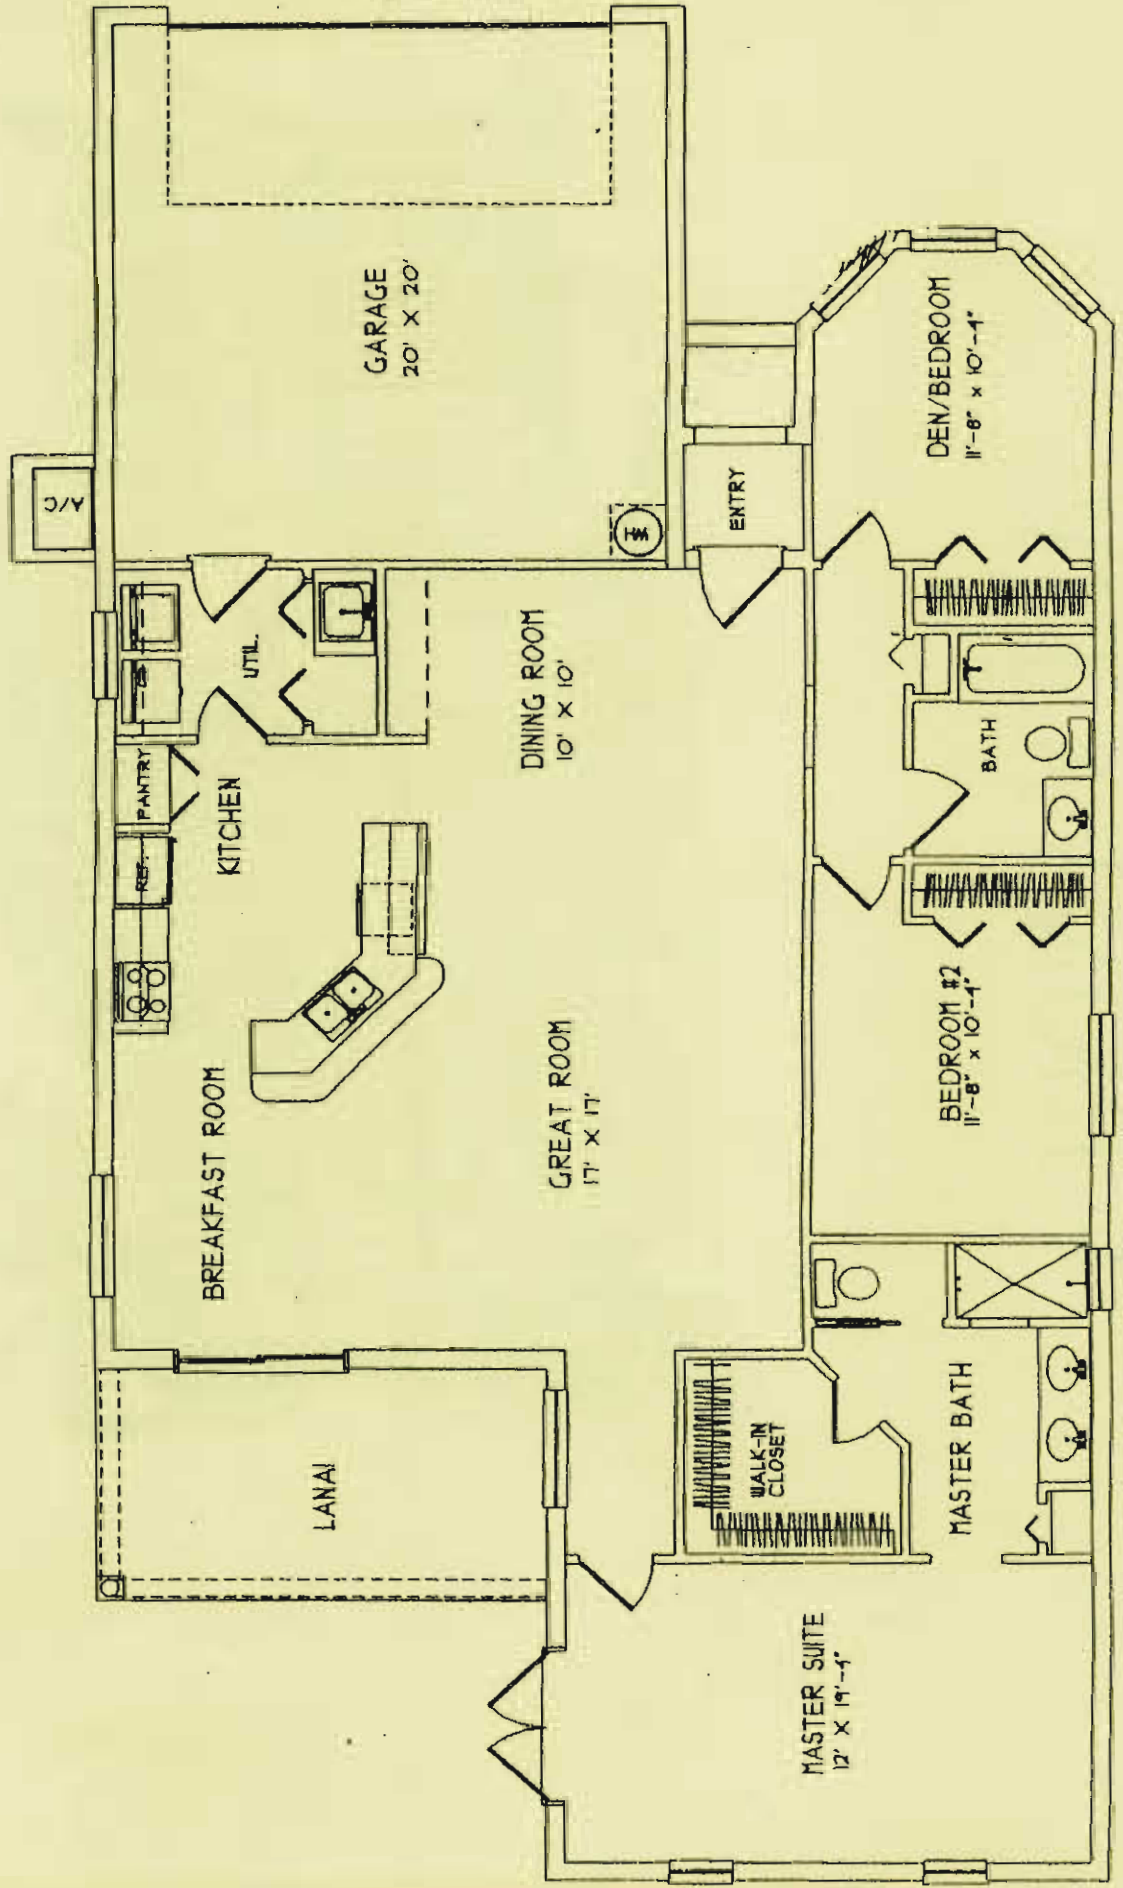 A/C
PANTRY
REF.
UTIL.
KITCHEN
BREAKFAST ROOM
LANAI
GARAGE
20' X 20'
DINING ROOM
10' X 10'
GREAT ROOM
17' X 17'
HW
ENTRY
WALK-IN
CLOSET
MASTER SUITE
12' X 19'-4"
MASTER BATH
BEDROOM #2
11'-8" x 10'-4"
BATH
DEN/BEDROOM
11'-8" x 10'-4"